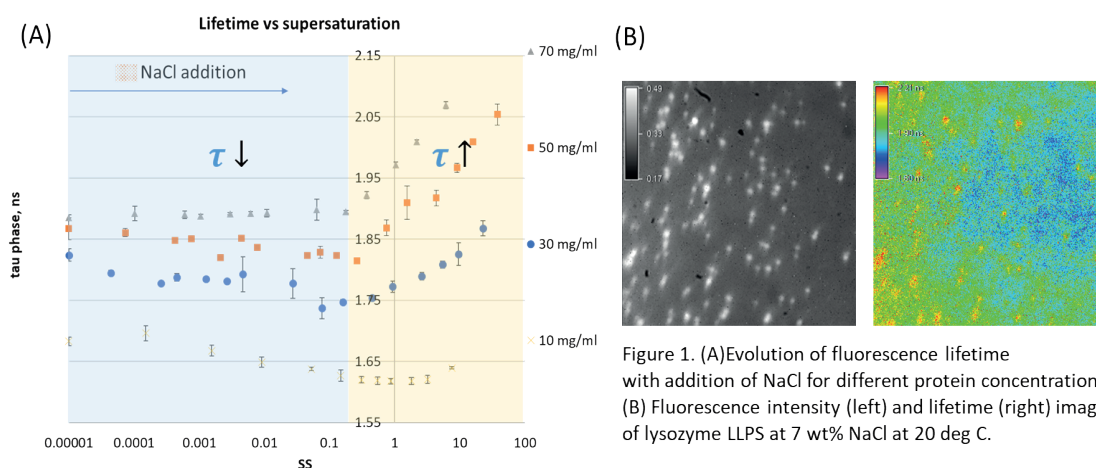 (A)
Lifetime vs supersaturation
(B)
2.15
2.05
1.95
1.85
1.75
1.65
1.55
tau phase, ns
NaCl addition
τ ↓
τ ↑
70 mg/ml
50 mg/ml
30 mg/ml
10 mg/ml
0.00001 0.0001 0.001 0.01 0.1 1 10 100
SS
0.49
0.33
0.17
Figure 1. (A)Evolution of fluorescence lifetime
with addition of NaCl for different protein concentration
(B) Fluorescence intensity (left) and lifetime (right) imag
of lysozyme LLPS at 7 wt% NaCl at 20 deg C.